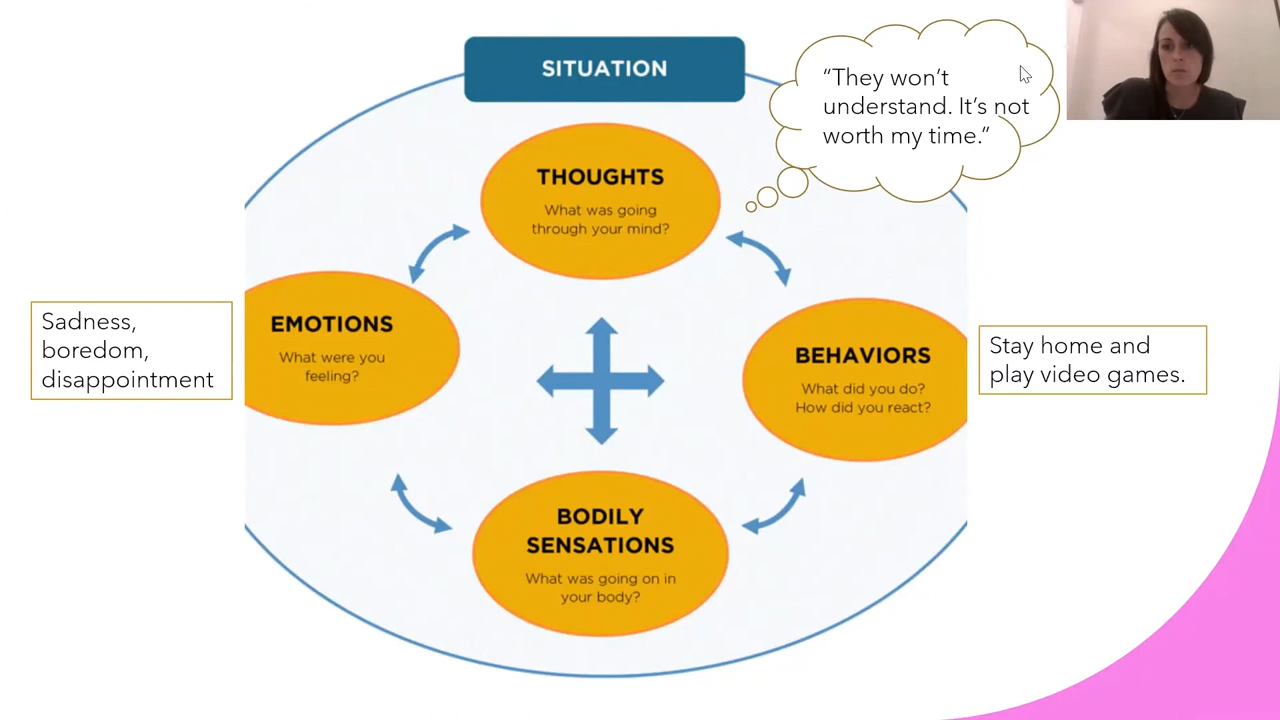 SITUATION
“They won’t
understand. It’s not
worth my time.”
THOUGHTS
What was going
through your mind?
Sadness,
boredom,
disappointment
EMOTIONS
What were you
feeling?
BEHAVIORS
What did you do?
How did you react?
Stay home and
play video games.
BODILY
SENSATIONS
What was going on in
your body?